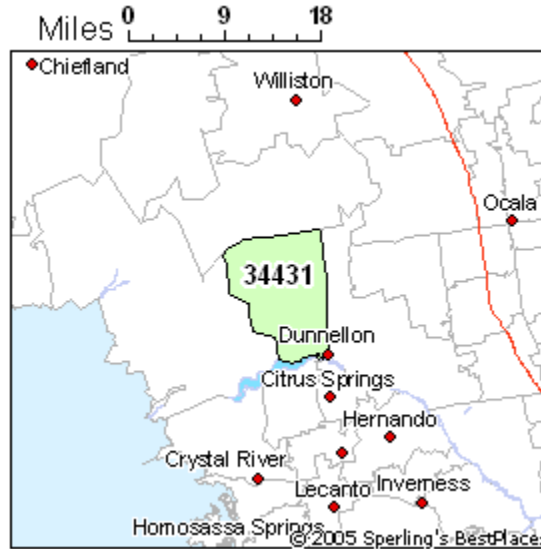 Miles 0 9 18
Chiefland
Williston
Ocala
34431
Dunnellon
Citrus Springs
Hernando
Crystal River
Lecanto
Inverness
Homosassa Springs
© 2005 Sperling's BestPlaces